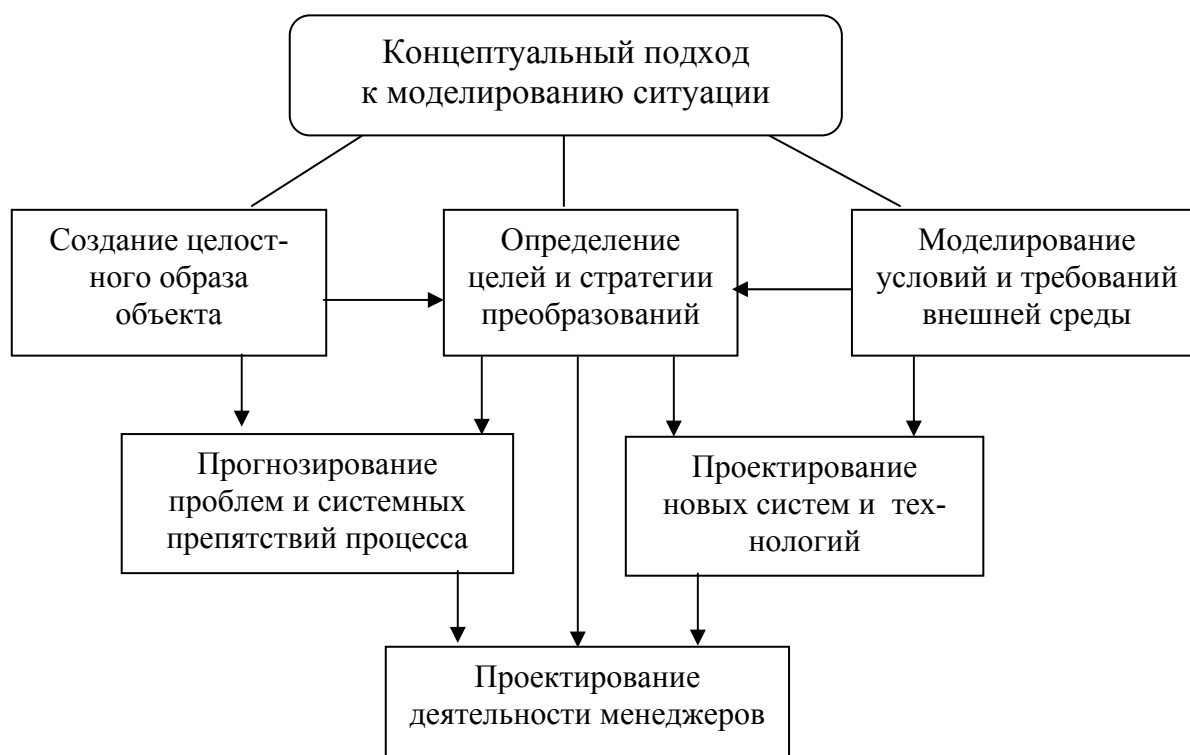 Концептуальный подход
к моделированию ситуации
Создание целост-
ного образа
объекта
Определение
целей и стратегии
преобразований
Моделирование
условий и требований
внешней среды
Прогнозирование
проблем и системных
препятствий процесса
Проектирование
новых систем и тех-
нологий
Проектирование
деятельности менеджеров